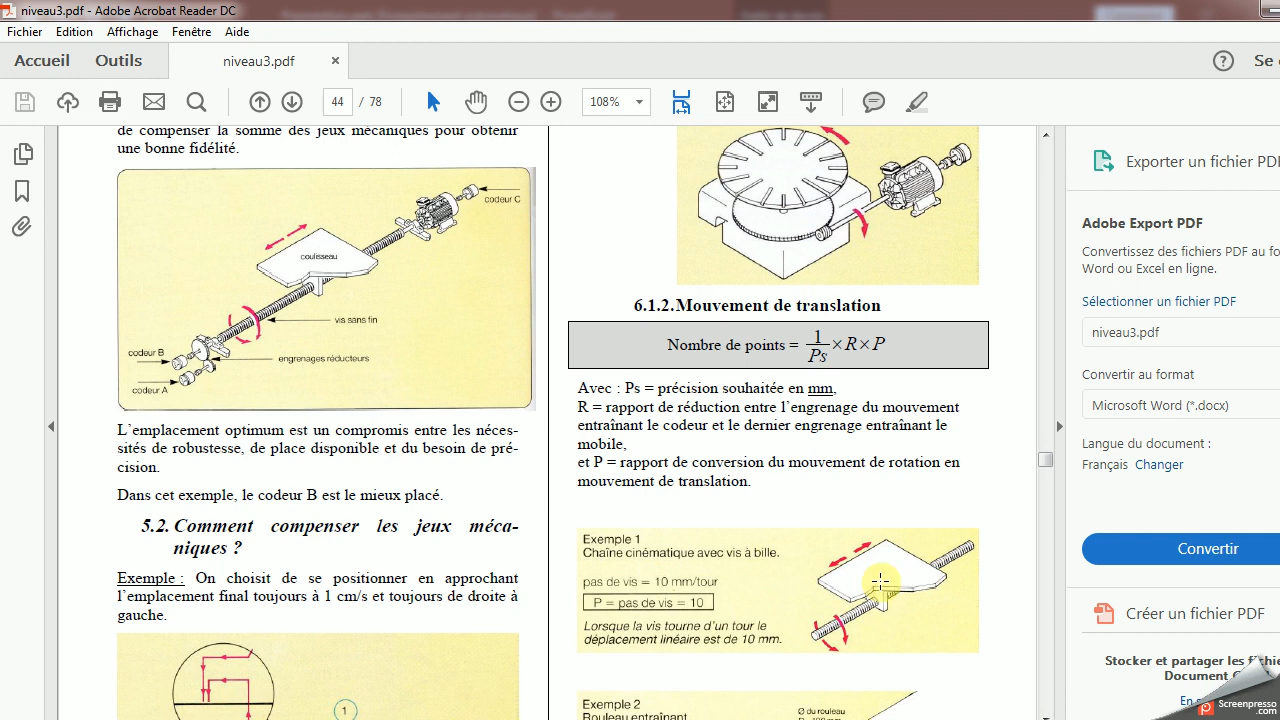 niveau3.pdf - Adobe Acrobat Reader DC
Fichier Edition Affichage Fenêtre Aide
Accueil Outils niveau3.pdf × ? Se
44 / 78 108%
de compenser la somme des jeux mécaniques pour obtenir
une bonne fidélité.
codeur C
coulisseau
vis sans fin
codeur B
engrenages réducteurs
codeur A
L’emplacement optimum est un compromis entre les néces-
sités de robustesse, de place disponible et du besoin de pré-
cision.
Dans cet exemple, le codeur B est le mieux placé.
5.2. Comment compenser les jeux méca-
niques ?
Exemple : On choisit de se positionner en approchant
l’emplacement final toujours à 1 cm/s et toujours de droite à
gauche.
1
6.1.2.Mouvement de translation
Nombre de points = 1/Ps × R × P
Avec : Ps = précision souhaitée en mm,
R = rapport de réduction entre l’engrenage du mouvement
entraînant le codeur et le dernier engrenage entraînant le
mobile,
et P = rapport de conversion du mouvement de rotation en
mouvement de translation.
Exemple 1
Chaîne cinématique avec vis à bille.
pas de vis = 10 mm/tour
P = pas de vis = 10
Lorsque la vis tourne d’un tour le
déplacement linéaire est de 10 mm.
Exemple 2
Rouleau entraînant
Ø du rouleau
Exporter un fichier PDF
Adobe Export PDF
Convertissez des fichiers PDF au fo
Word ou Excel en ligne.
Sélectionner un fichier PDF
niveau3.pdf
Convertir au format
Microsoft Word (*.docx)
Langue du document :
Français Changer
Convertir
Créer un fichier PDF
Stocker et partager les fichie
Document C
En
Screenpresso
.com